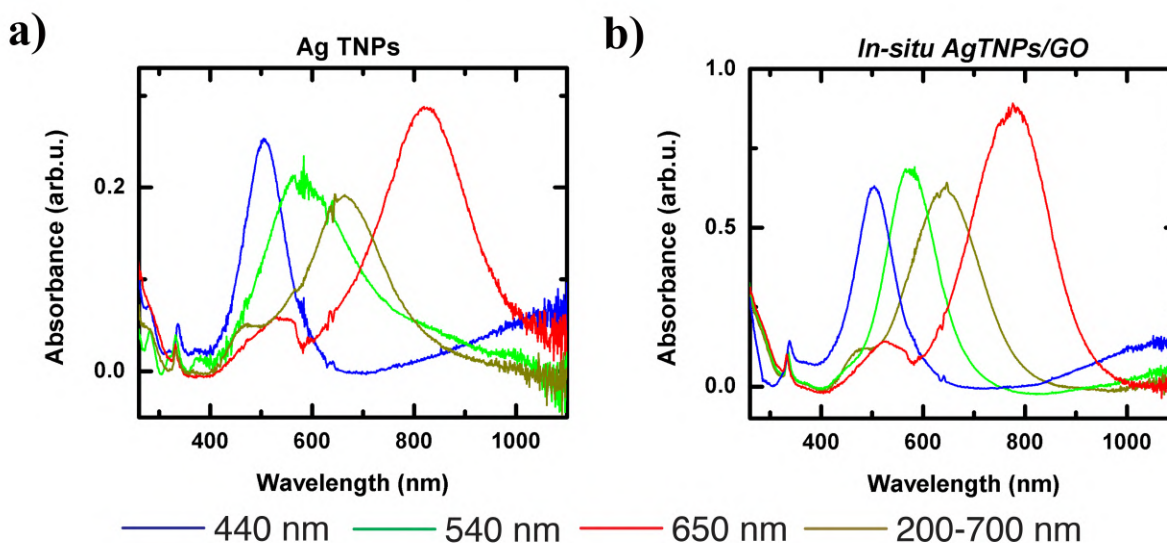 a)
Ag TNPs
0.2
0.0
Absorbance (arb.u.)
400 600 800 1000
Wavelength (nm)
b)
In-situ AgTNPs/GO
1.0
0.5
0.0
Absorbance (arb.u.)
400 600 800 1000
Wavelength (nm)
440 nm 540 nm 650 nm 200-700 nm